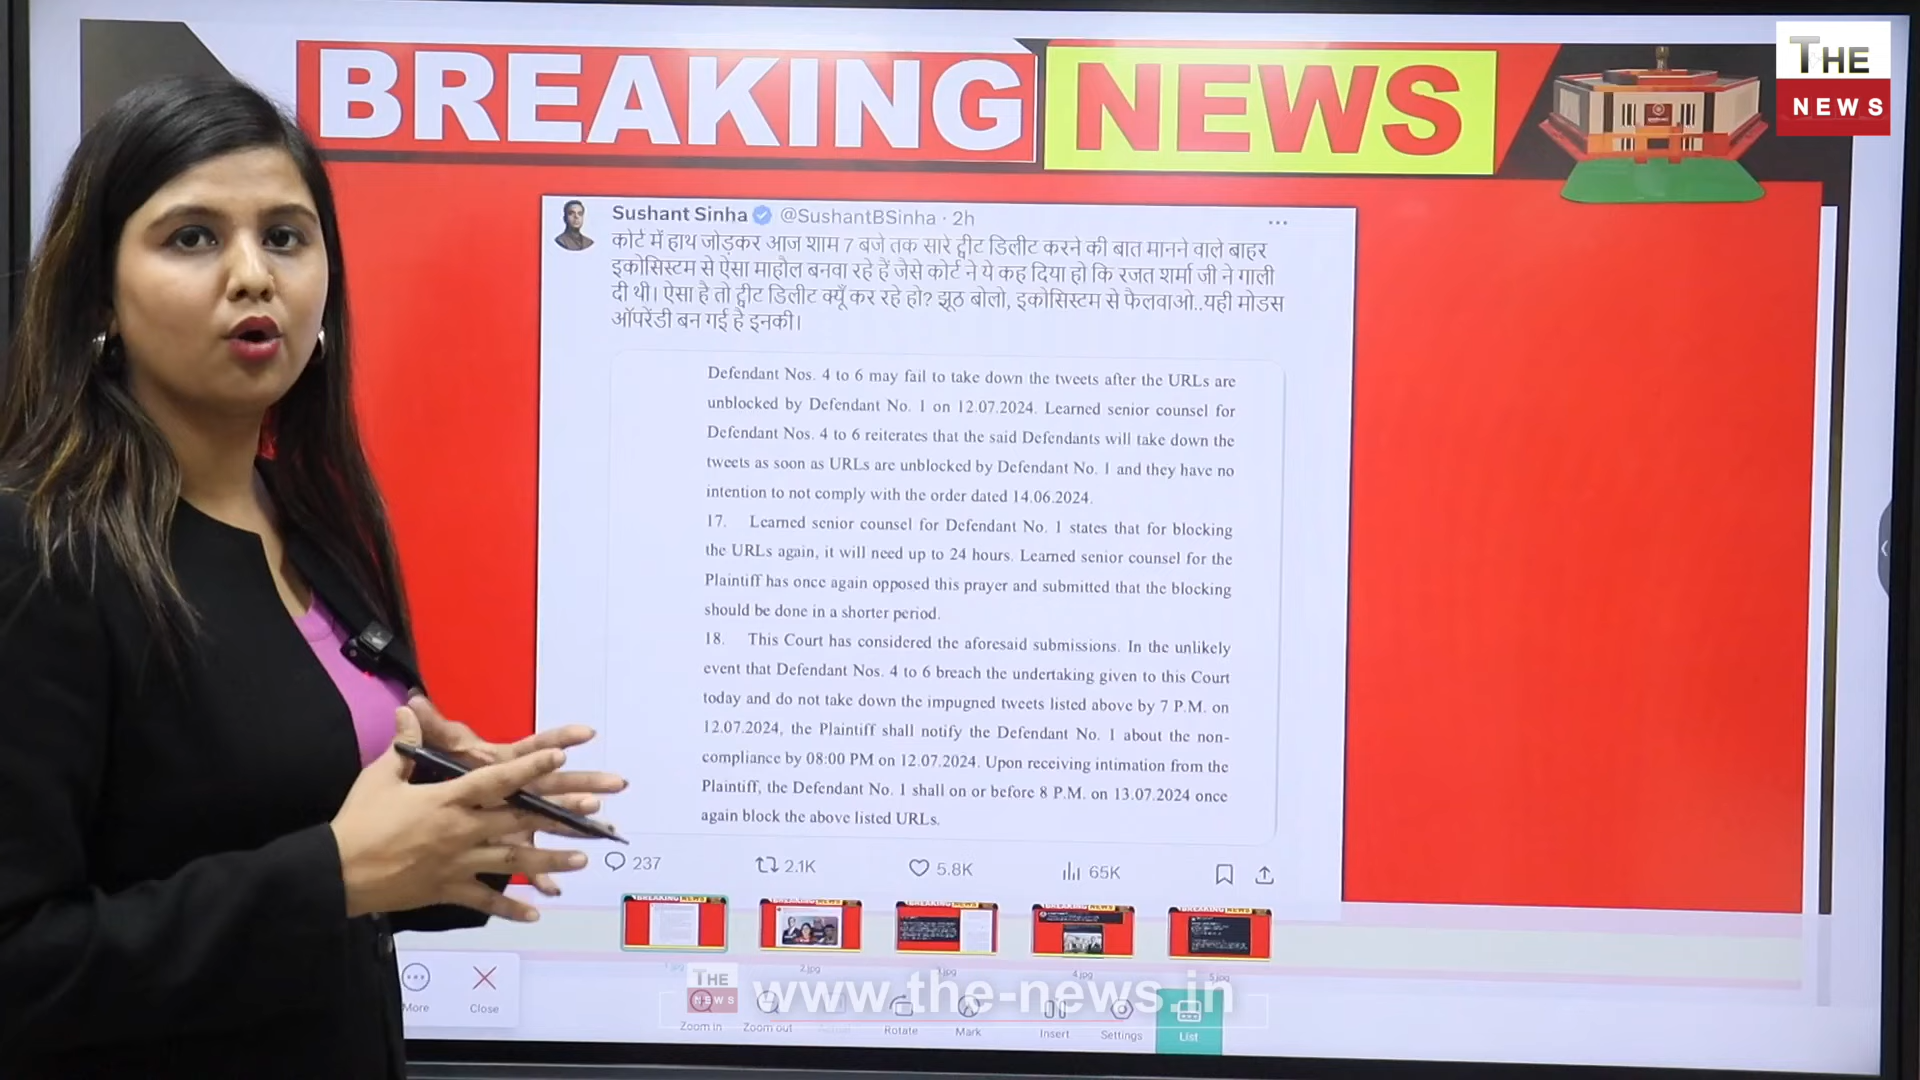 BREAKING NEWS
THE
NEWS
Sushant Sinha @SushantBSinha · 2h
कोर्ट में हाथ जोड़कर आज शाम 7 बजे तक सारे ट्वीट डिलीट करने की बात मानने वाले बाहर
इकोसिस्टम से ऐसा माहौल बनवा रहे हैं जैसे कोर्ट ने ये कह दिया हो कि रजत शर्मा जी ने गाली
दी थी। ऐसा है तो ट्वीट डिलीट क्यूँ कर रहे हो? झूठ बोलो, इकोसिस्टम से फैलवाओ..यही मोडस
ऑपरेंडी बन गई है इनकी।
Defendant Nos. 4 to 6 may fail to take down the tweets after the URLs are
unblocked by Defendant No. 1 on 12.07.2024. Learned senior counsel for
Defendant Nos. 4 to 6 reiterates that the said Defendants will take down the
tweets as soon as URLs are unblocked by Defendant No. 1 and they have no
intention to not comply with the order dated 14.06.2024.
17. Learned senior counsel for Defendant No. 1 states that for blocking
the URLs again, it will need up to 24 hours. Learned senior counsel for the
Plaintiff has once again opposed this prayer and submitted that the blocking
should be done in a shorter period.
18. This Court has considered the aforesaid submissions. In the unlikely
event that Defendant Nos. 4 to 6 breach the undertaking given to this Court
today and do not take down the impugned tweets listed above by 7 P.M. on
12.07.2024, the Plaintiff shall notify the Defendant No. 1 about the non-
compliance by 08:00 PM on 12.07.2024. Upon receiving intimation from the
Plaintiff, the Defendant No. 1 shall on or before 8 P.M. on 13.07.2024 once
again block the above listed URLs.
237 2.1K 5.8K 65K
1.jpg 2.jpg 3.jpg 4.jpg 5.jpg
THE
NEWS
www.the-news.in
More Close Zoom in Zoom out Rotate Mark Insert Settings List